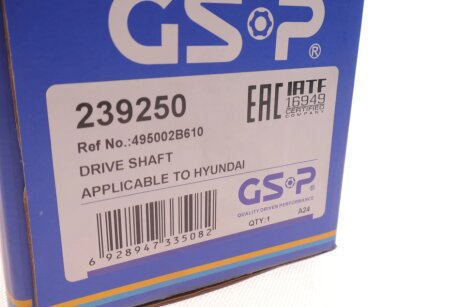 GSP®
239250
EAC IATF
16949
CERTIFIED
COMPANY
Ref No.:495002B610
DRIVE SHAFT
APPLICABLE TO HYUNDAI
GSP
QUALITY DRIVEN PERFORMANCE
QTY:1 A24
6 928947 335082